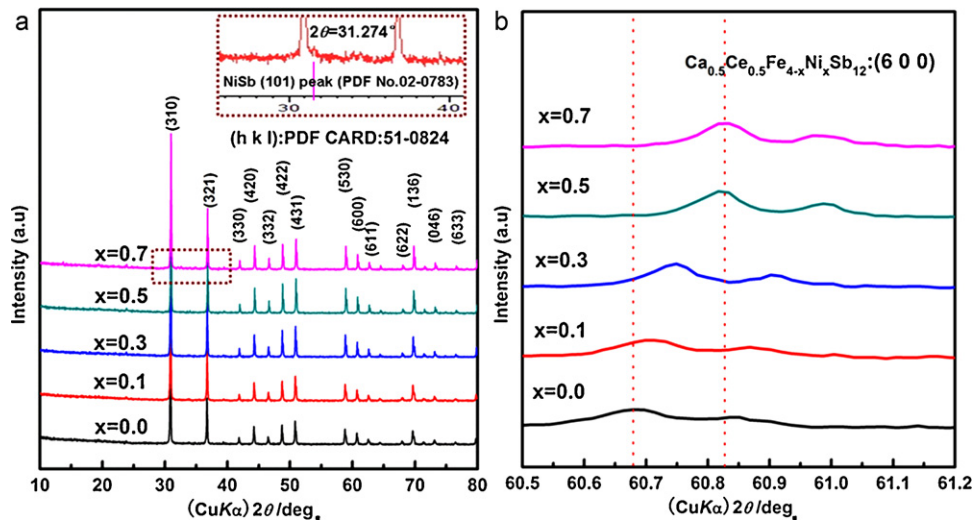 a
2θ=31.274°
NiSb (101) peak (PDF No.02-0783)
30 40
(h k l):PDF CARD:51-0824
(310)
(321)
(330)
(420)
(332)
(422)
(431)
(530)
(600)
(611)
(622)
(136)
(046)
(633)
x=0.7
x=0.5
x=0.3
x=0.1
x=0.0
Intensity (a.u)
10 20 30 40 50 60 70 80
(CuKα) 2θ/deg.
b
Ca0.5Ce0.5Fe4-xNixSb12:(6 0 0)
x=0.7
x=0.5
x=0.3
x=0.1
x=0.0
Intensity (a.u)
60.5 60.6 60.7 60.8 60.9 61.0 61.1 61.2
(CuKα) 2θ/deg.